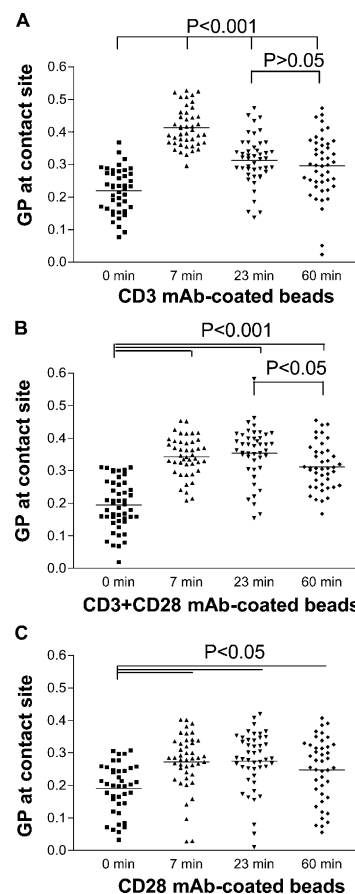 A
P<0.001
P>0.05
GP at contact site
0.6
0.5
0.4
0.3
0.2
0.1
0.0
0 min 7 min 23 min 60 min
CD3 mAb-coated beads
B
P<0.001
P<0.05
GP at contact site
0.6
0.5
0.4
0.3
0.2
0.1
0.0
0 min 7 min 23 min 60 min
CD3+CD28 mAb-coated beads
C
P<0.05
GP at contact site
0.6
0.5
0.4
0.3
0.2
0.1
0.0
0 min 7 min 23 min 60 min
CD28 mAb-coated beads